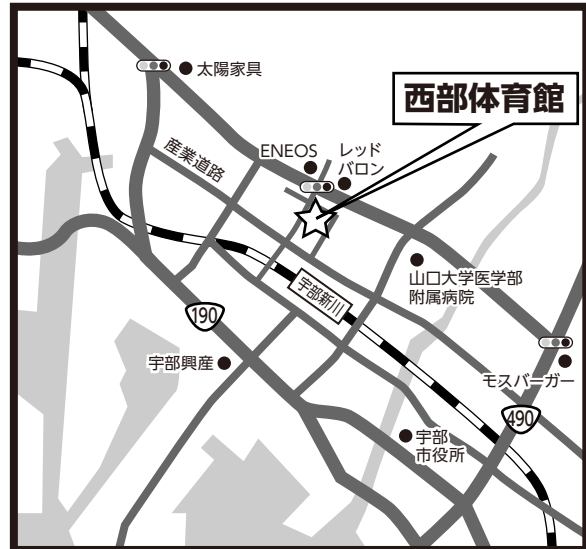 太陽家具
西部体育館
産業道路
ENEOS
レッド
バロン
山口大学医学部
附属病院
宇部新川
190
宇部興産
モスバーガー
490
宇部
市役所